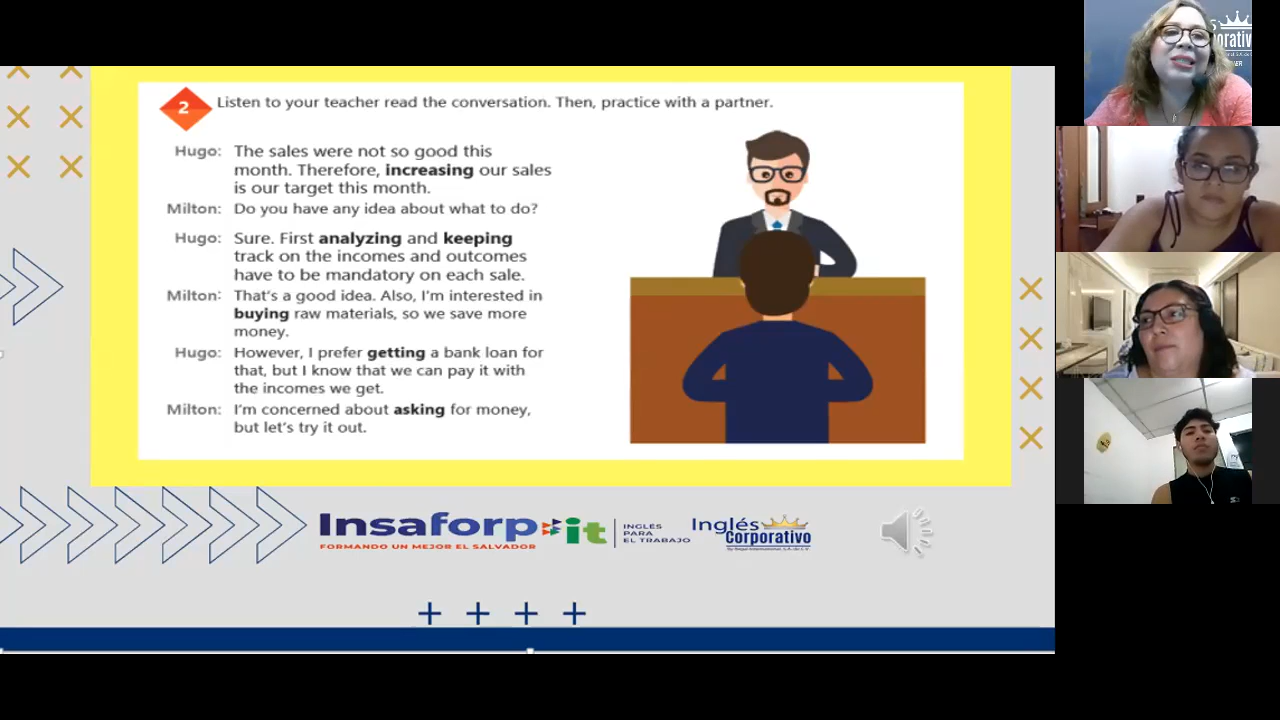 2
Listen to your teacher read the conversation. Then, practice with a partner.
Hugo: The sales were not so good this
month. Therefore, increasing our sales
is our target this month.
Milton: Do you have any idea about what to do?
Hugo: Sure. First analyzing and keeping
track on the incomes and outcomes
have to be mandatory on each sale.
Milton: That's a good idea. Also, I'm interested in
buying raw materials, so we save more
money.
Hugo: However, I prefer getting a bank loan for
that, but I know that we can pay it with
the incomes we get.
Milton: I'm concerned about asking for money,
but let's try it out.
Insaforp it
FORMANDO UN MEJOR EL SALVADOR
INGLÉS
PARA
EL TRABAJO
Inglés
Corporativo